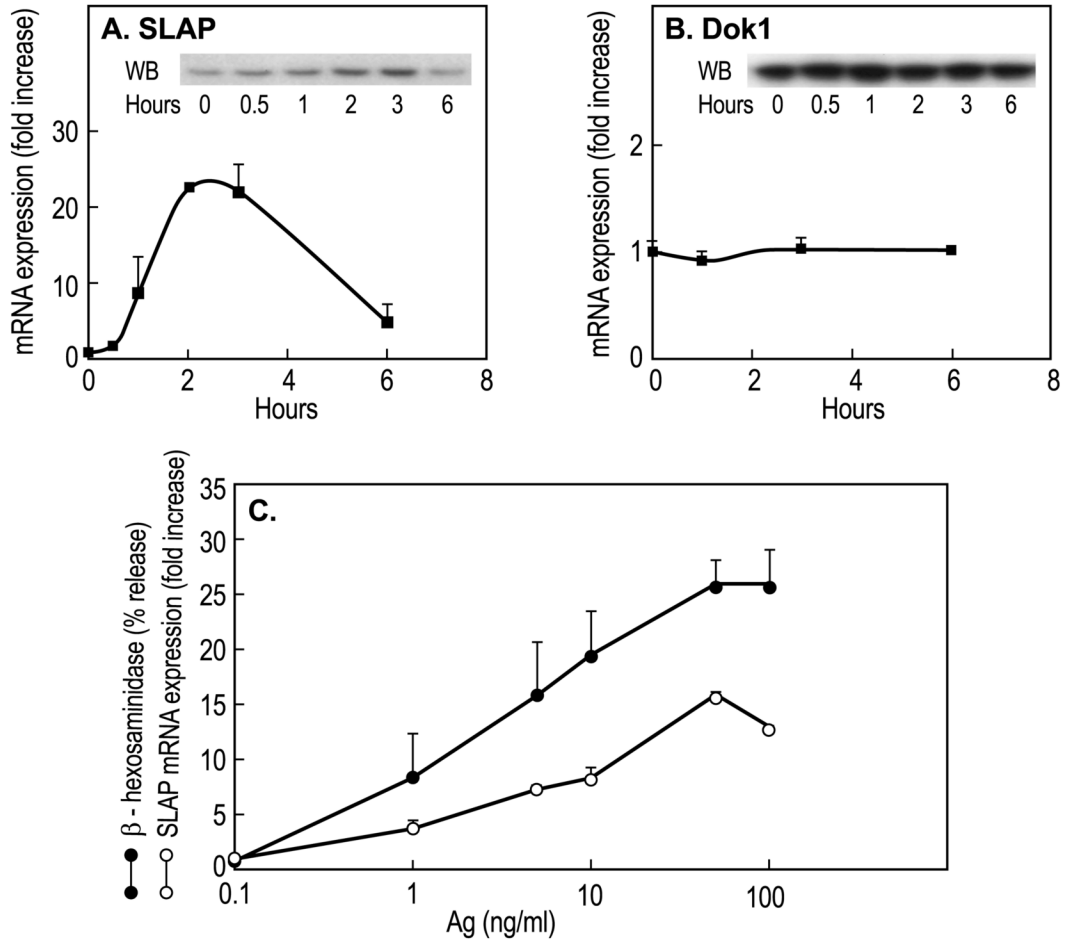 A. SLAP
WB
Hours 0 0.5 1 2 3 6
mRNA expression (fold increase)
30
20
10
0
0 2 4 6 8
Hours
B. Dok1
WB
Hours 0 0.5 1 2 3 6
mRNA expression (fold increase)
2
1
0
0 2 4 6 8
Hours
C.
β - hexosaminidase (% release)
SLAP mRNA expression (fold increase)
35
30
25
20
15
10
5
0
0.1 1 10 100
Ag (ng/ml)